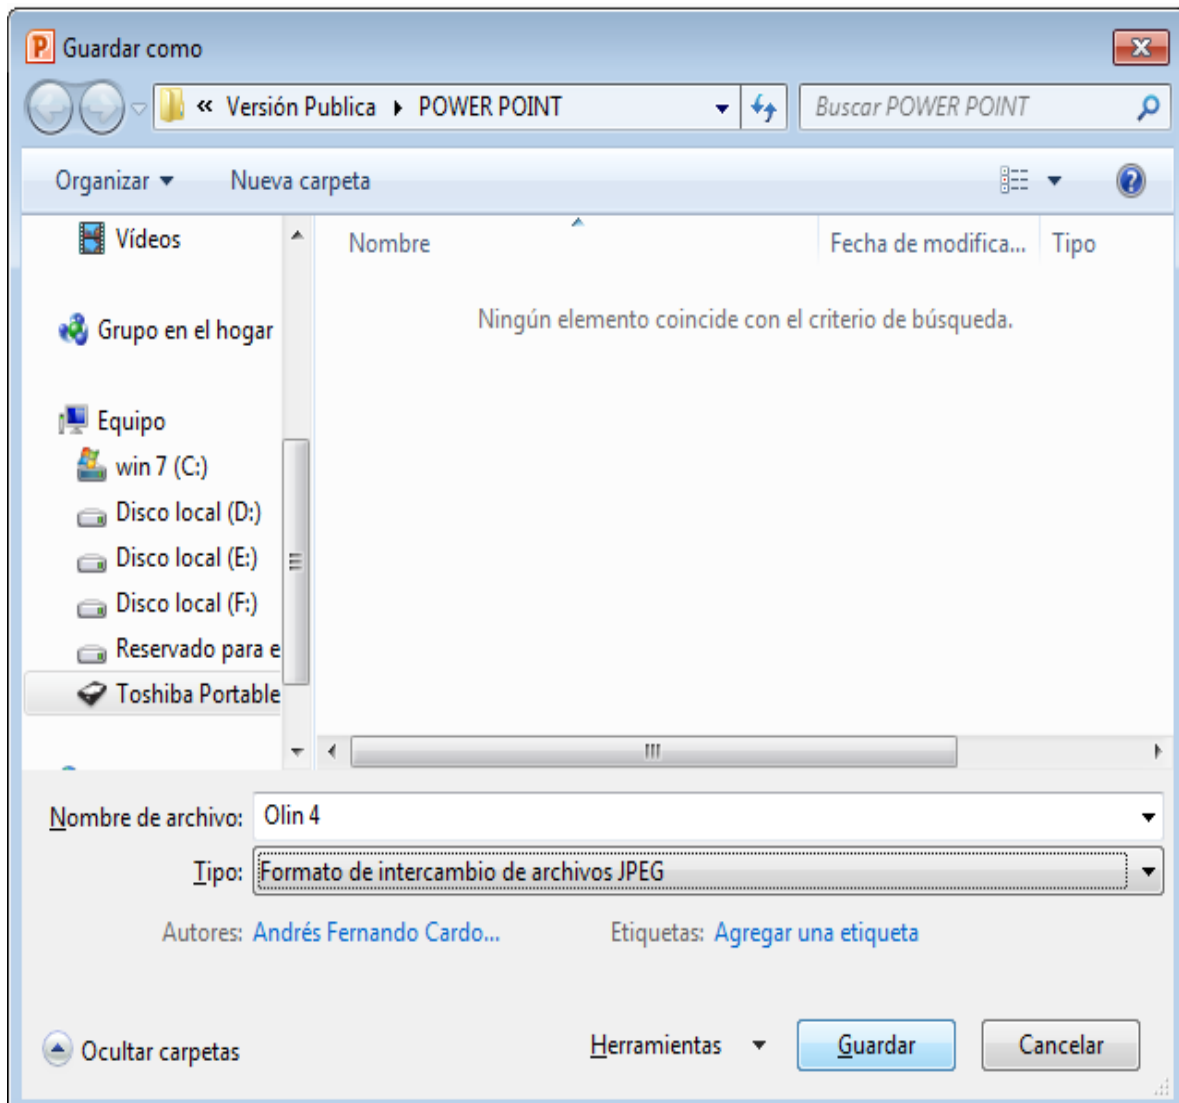 Guardar como
« Versión Publica POWER POINT
Buscar POWER POINT
Organizar
Nueva carpeta
Vídeos
Grupo en el hogar
Equipo
win 7 (C:)
Disco local (D:)
Disco local (E:)
Disco local (F:)
Reservado para e
Toshiba Portable
Nombre
Fecha de modifica...
Tipo
Ningún elemento coincide con el criterio de búsqueda.
Nombre de archivo: Olin 4
Tipo: Formato de intercambio de archivos JPEG
Autores: Andrés Fernando Cardo...
Etiquetas: Agregar una etiqueta
Ocultar carpetas
Herramientas
Guardar
Cancelar